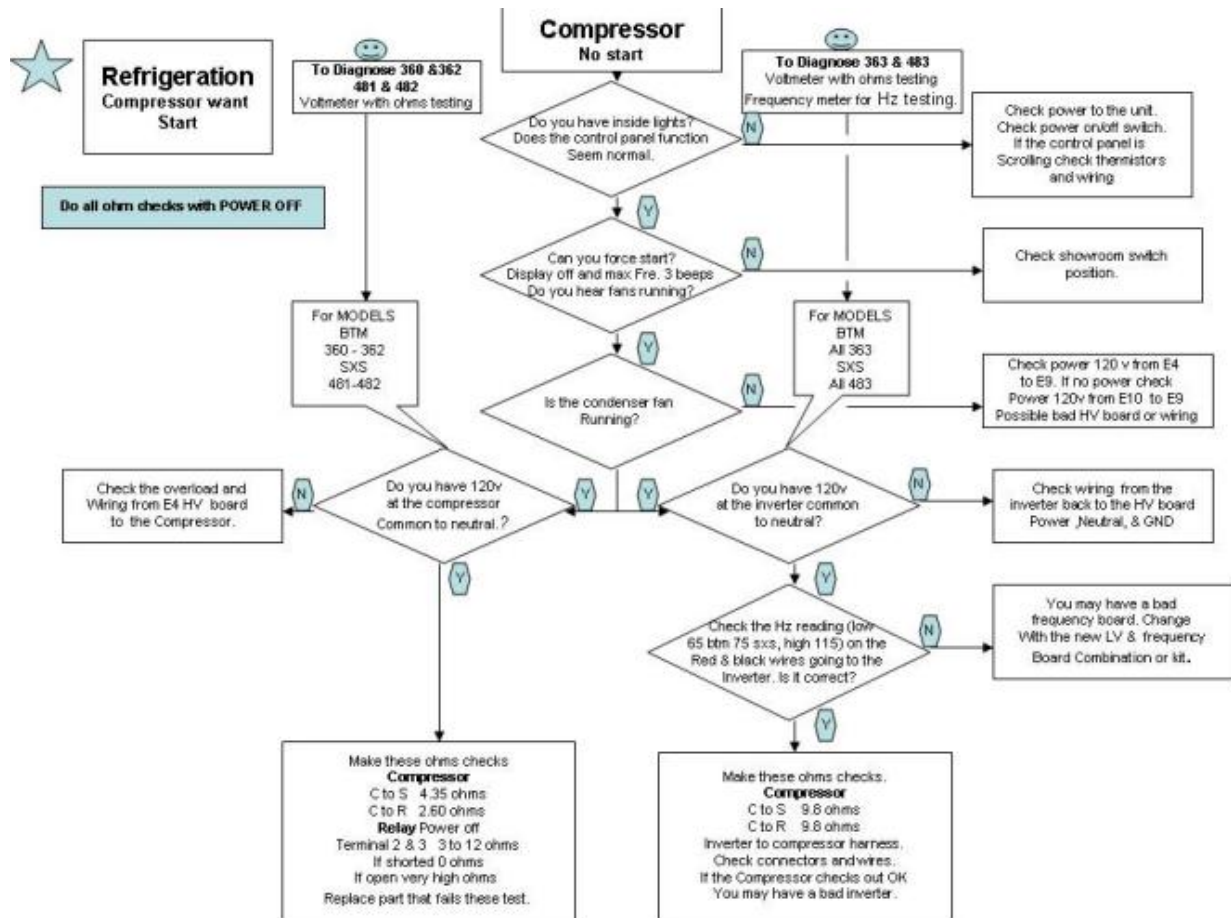 Refrigeration
Compressor want
Start
Do all ohm checks with POWER OFF
To Diagnose 360 &362
481 & 482
Voltmeter with ohms testing
Compressor
No start
To Diagnose 363 & 483
Voltmeter with ohms testing
Frequency meter for Hz testing.
Do you have inside lights?
Does the control panel function
Seem normal.
N
Check power to the unit.
Check power on/off switch.
If the control panel is
Scrolling check thermistors
and wiring
Y
Can you force start?
Display off and max Fre. 3 beeps
Do you hear fans running?
N
Check showroom switch
position.
For MODELS
BTM
360 - 362
SXS
481-482
Y
For MODELS
BTM
All 363
SXS
All 483
Is the condenser fan
Running?
N
Check power 120 v from E4
to E9. If no power check
Power 120v from E10 to E9
Possible bad HV board or wiring
Check the overload and
Wiring from E4 HV board
to the Compressor.
N
Do you have 120v
at the compressor
Common to neutral.?
Y
Y
Do you have 120v
at the inverter common
to neutral?
N
Check wiring from the
inverter back to the HV board
Power ,Neutral, & GND
Y
Y
Check the Hz reading (low
65 btm 75 sxs, high 115) on the
Red & black wires going to the
Inverter. Is it correct?
N
You may have a bad
frequency board. Change
With the new LV & frequency
Board Combination or kit.
Y
Make these ohms checks
Compressor
C to S 4.35 ohms
C to R 2.60 ohms
Relay Power off
Terminal 2 & 3 3 to 12 ohms
If shorted 0 ohms
If open very high ohms
Replace part that fails these test.
Make these ohms checks.
Compressor
C to S 9.8 ohms
C to R 9.8 ohms
Inverter to compressor harness.
Check connectors and wires.
If the Compressor checks out OK
You may have a bad inverter.